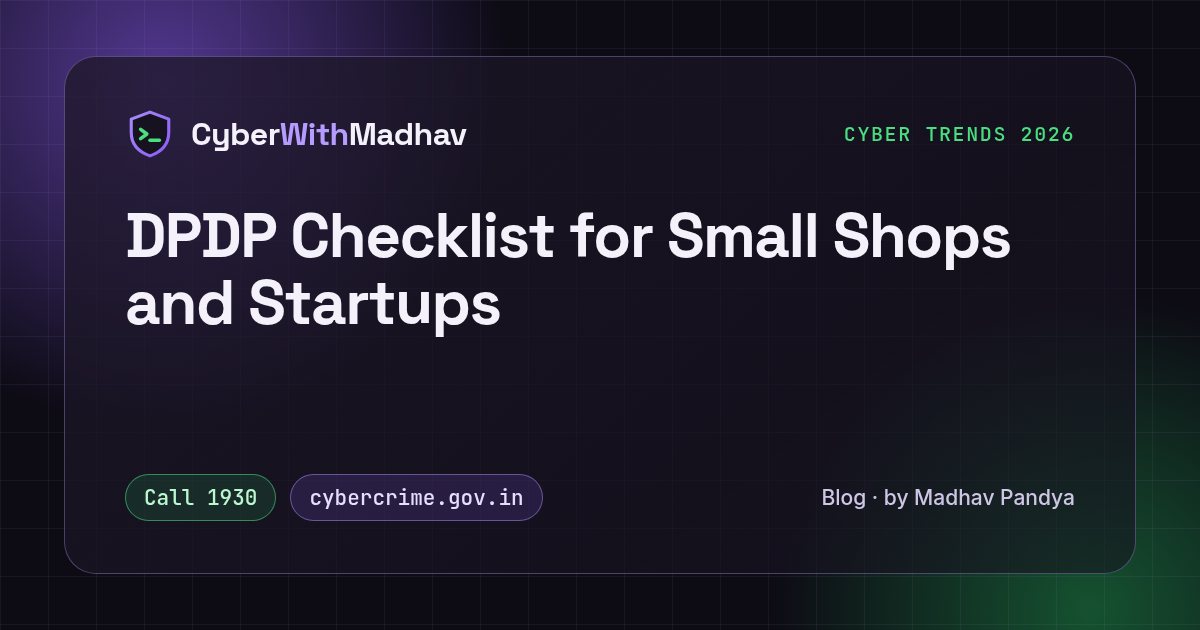 CyberWithMadhav
CYBER TRENDS 2026
DPDP Checklist for Small Shops
and Startups
Call 1930
cybercrime.gov.in
Blog · by Madhav Pandya